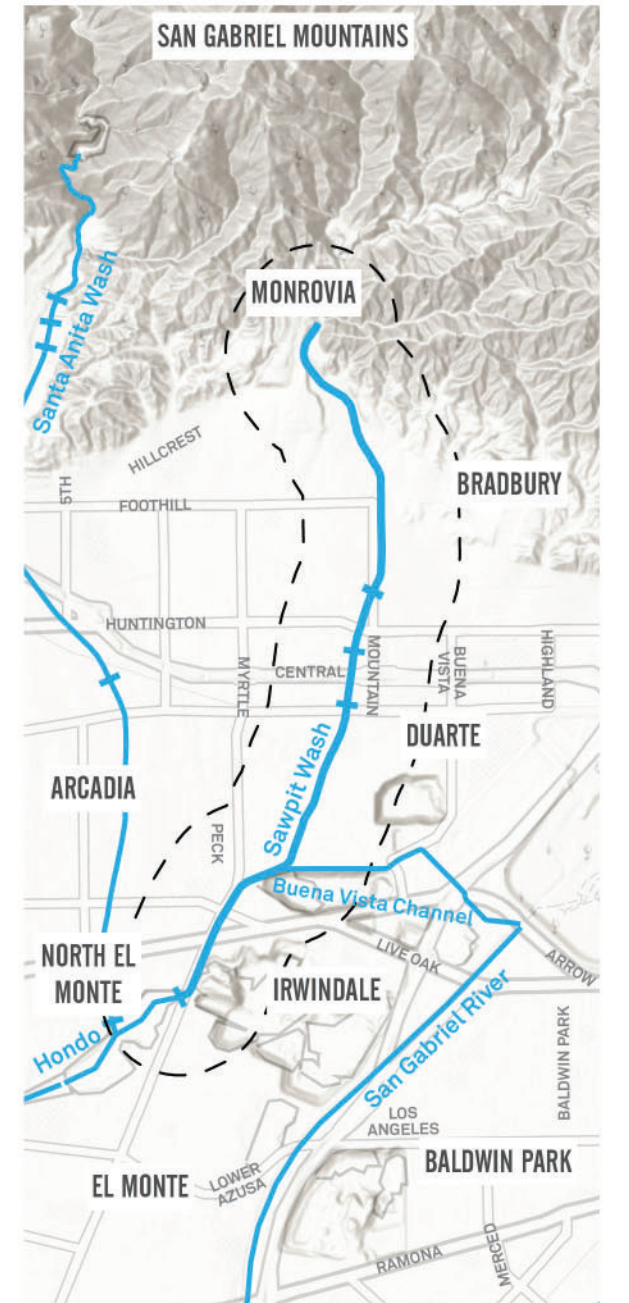 SAN GABRIEL MOUNTAINS
Santa Anita Wash
MONROVIA
HILLCREST
BRADBURY
5TH
FOOTHILL
HUNTINGTON
MYRTLE
CENTRAL
MOUNTAIN
BUENA
VISTA
HIGHLAND
DUARTE
Sawpit Wash
ARCADIA
PECK
Buena Vista Channel
LIVE OAK
ARROW
NORTH EL
MONTE
IRWINDALE
Hondo
San Gabriel River
BALDWIN PARK
LOS
ANGELES
BALDWIN PARK
EL MONTE
LOWER
AZUSA
RAMONA
MERCED